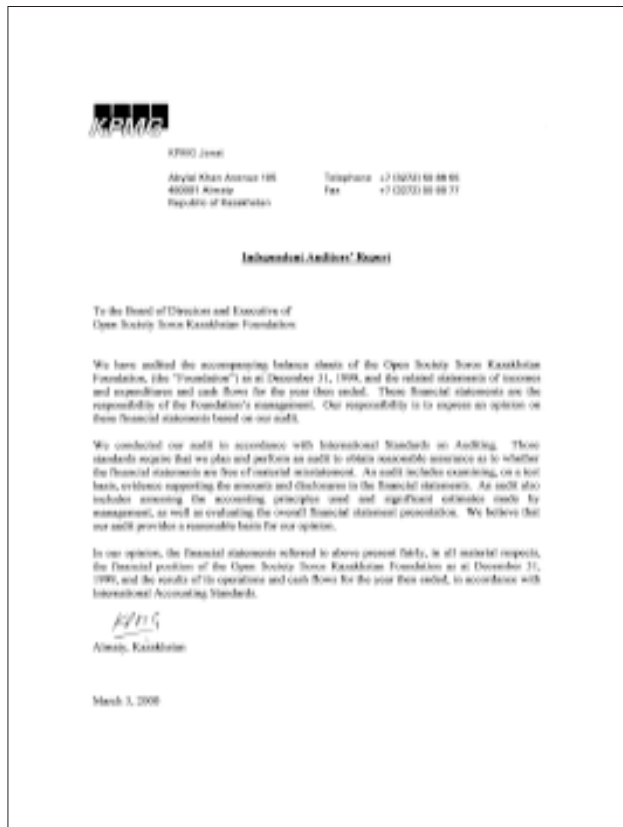 KPMG
KPMG Janat
Abylai Khan Avenue 105
480091 Almaty
Republic of Kazakhstan
Telephone +7 (3272)
Fax +7 (3272)
Independent Auditors' Report
To the Board of Directors and Executive of
Open Society Soros Kazakhstan Foundation
We have audited the accompanying balance sheets of the Open Society Soros Kazakhstan
Foundation, (the "Foundation") as at December 31, 1999, and the related statements of incomes
and expenditures and cash flows for the year then ended. These financial statements are the
responsibility of the Foundation's management. Our responsibility is to express an opinion on
these financial statements based on our audit.
We conducted our audit in accordance with International Standards on Auditing. Those
standards require that we plan and perform an audit to obtain reasonable assurance as to whether
the financial statements are free of material misstatement. An audit includes examining, on a test
basis, evidence supporting the amounts and disclosures in the financial statements. An audit also
includes assessing the accounting principles used and significant estimates made by
management, as well as evaluating the overall financial statement presentation. We believe that
our audit provides a reasonable basis for our opinion.
In our opinion, the financial statements referred to above present fairly, in all material respects,
the financial position of the Open Society Soros Kazakhstan Foundation as at December 31,
1999, and the results of its operations and cash flows for the year then ended, in accordance with
International Accounting Standards.
KPMG
Almaty, Kazakhstan
March 3, 2000